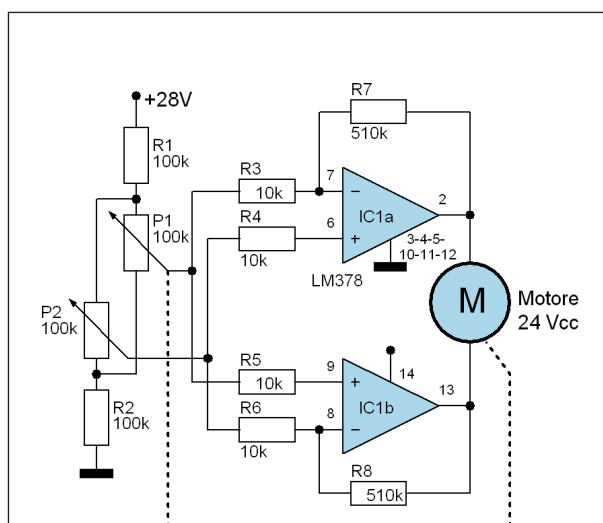 +28V
R1
100k
P1
100k
P2
100k
R2
100k
R3
10k
R4
10k
R5
10k
R6
10k
R7
510k
7
−
6
+
IC1a
2
3-4-5-
10-11-12
LM378
M
Motore
24 Vcc
9
+
14
8
−
IC1b
13
R8
510k